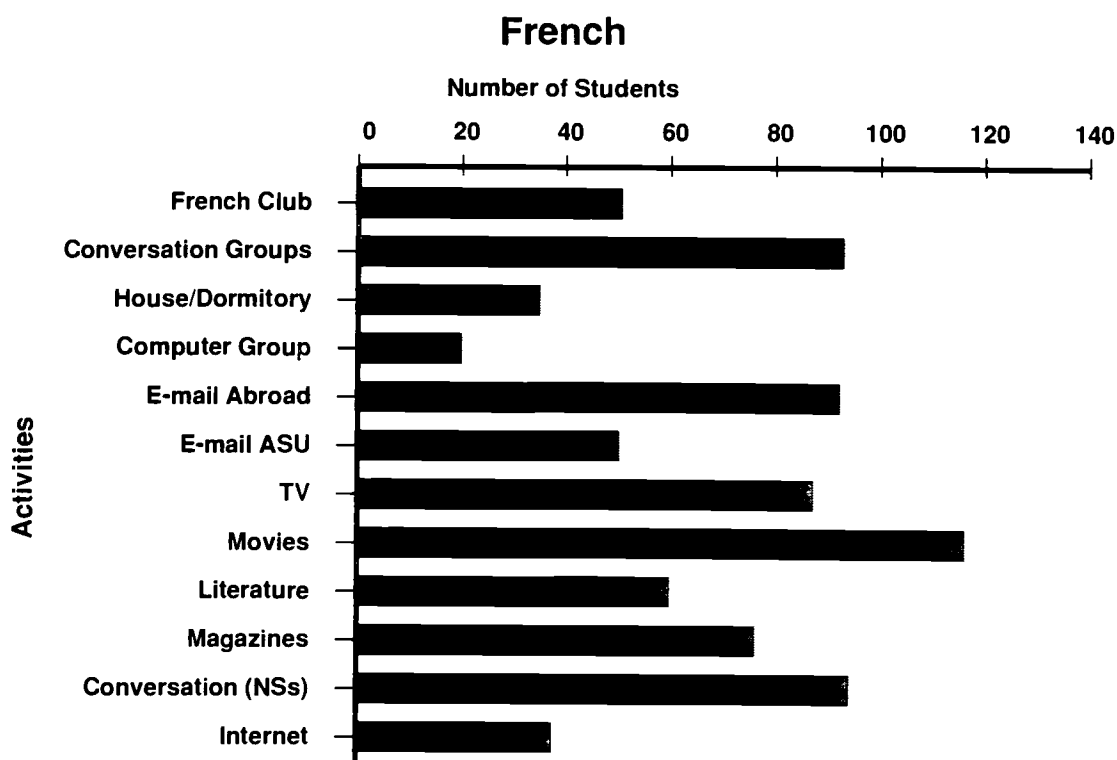 French
Number of Students
0 20 40 60 80 100 120 140
French Club
Conversation Groups
House/Dormitory
Computer Group
E-mail Abroad
E-mail ASU
TV
Movies
Literature
Magazines
Conversation (NSs)
Internet
Activities